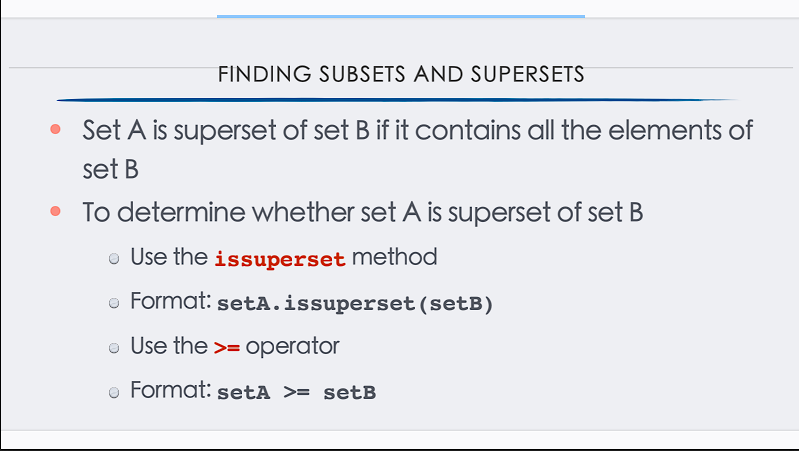 FINDING SUBSETS AND SUPERSETS
Set A is superset of set B if it contains all the elements of
set B
To determine whether set A is superset of set B
Use the issuperset method
Format: setA.issuperset(setB)
Use the >= operator
Format: setA >= setB